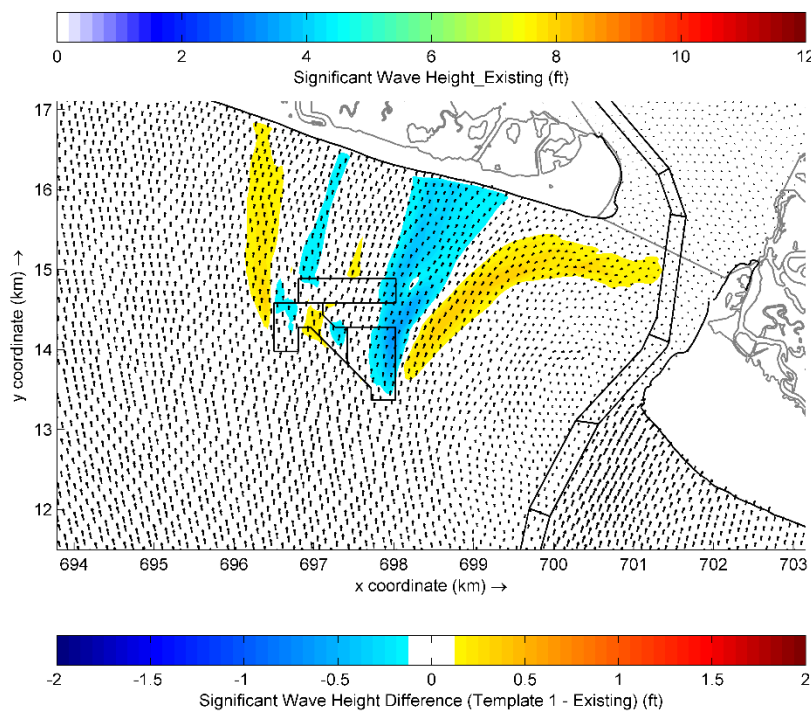 0 2 4 6 8 10 12
Significant Wave Height_Existing (ft)
17
16
15
14
13
12
y coordinate (km) →
694 695 696 697 698 699 700 701 702 703
x coordinate (km) →
-2 -1.5 -1 -0.5 0 0.5 1 1.5 2
Significant Wave Height Difference (Template 1 - Existing) (ft)